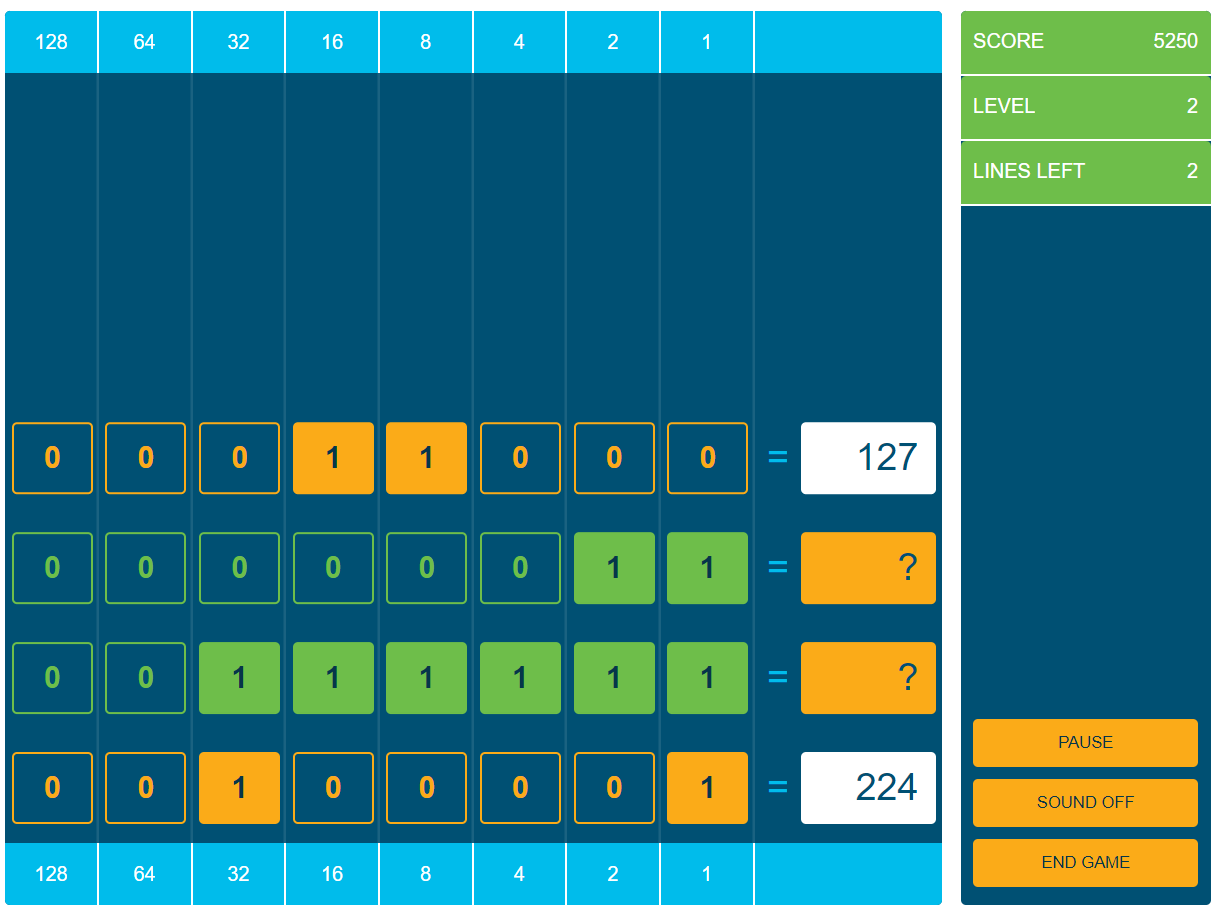 128 64 32 16 8 4 2 1
SCORE 5250
LEVEL 2
LINES LEFT 2
0 0 0 1 1 0 0 0 = 127
0 0 0 0 0 0 1 1 = ?
0 0 1 1 1 1 1 1 = ?
0 0 1 0 0 0 0 1 = 224
128 64 32 16 8 4 2 1
PAUSE
SOUND OFF
END GAME